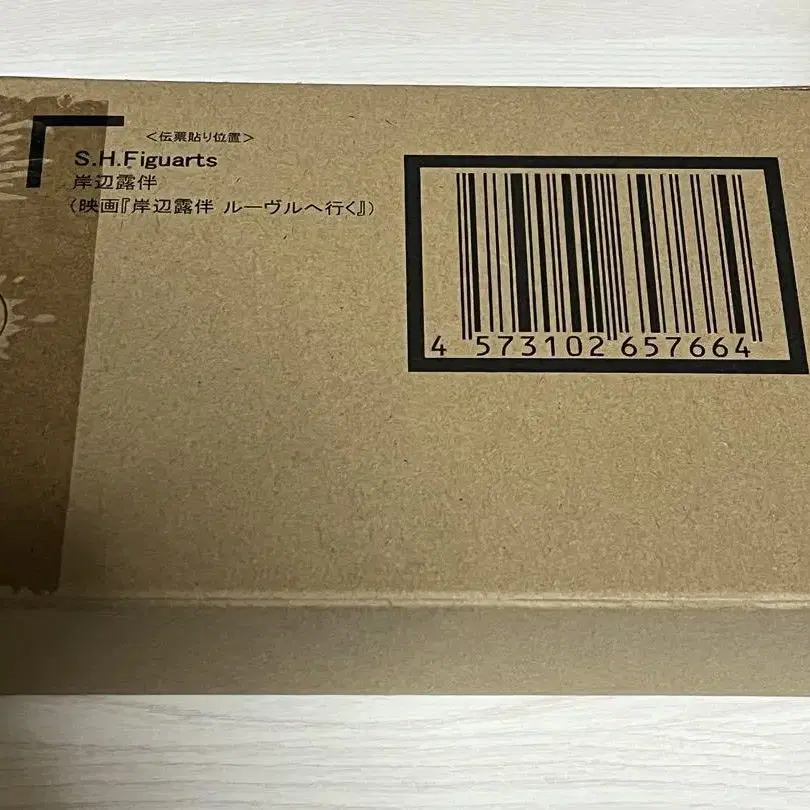 <伝票貼り位置>
S.H.Figuarts
岸辺露伴
(映画『岸辺露伴 ルーヴルへ行く』)
4 573102 657664